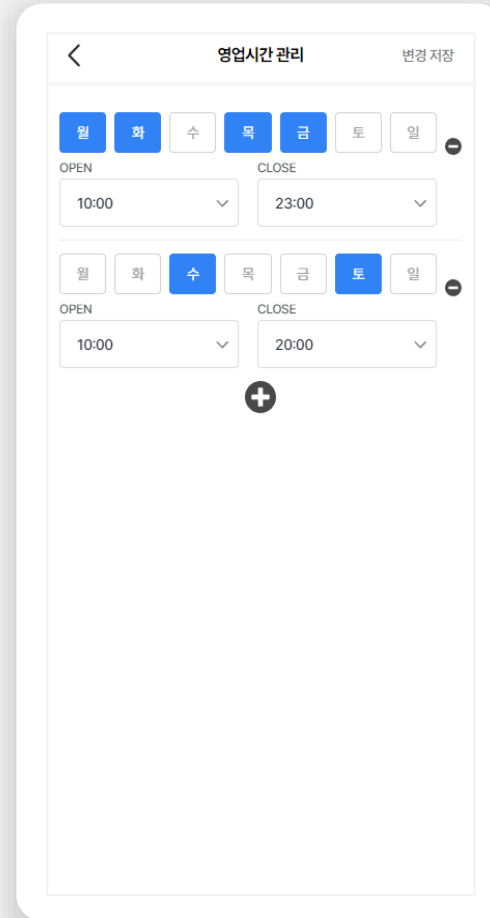 영업시간 관리 변경 저장
월 화 수 목 금 토 일
OPEN CLOSE
10:00 23:00
월 화 수 목 금 토 일
OPEN CLOSE
10:00 20:00